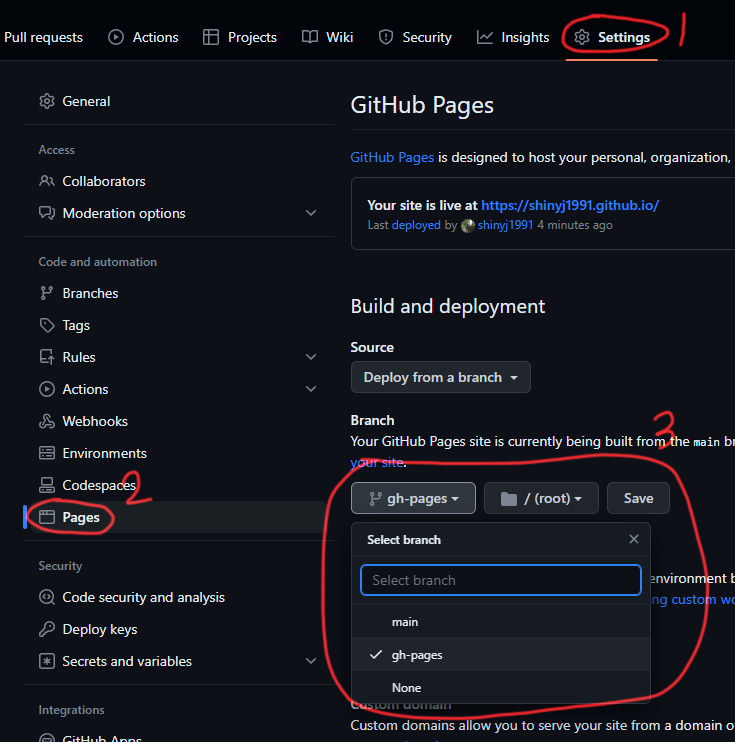 Pull requests Actions Projects Wiki Security Insights Settings 1
General
Access
Collaborators
Moderation options
Code and automation
Branches
Tags
Rules
Actions
Webhooks
Environments
Codespaces 2
Pages
Security
Code security and analysis
Deploy keys
Secrets and variables
Integrations
GitHub Apps
GitHub Pages
GitHub Pages is designed to host your personal, organization,
Your site is live at https://shinyj1991.github.io/
Last deployed by shinyj1991 4 minutes ago
Build and deployment
Source
Deploy from a branch
Branch 3
Your GitHub Pages site is currently being built from the main br
your site.
gh-pages / (root) Save
Select branch
Select branch
main
gh-pages
None
environment b
ng custom wo
Custom domain
Custom domains allow you to serve your site from a domain o